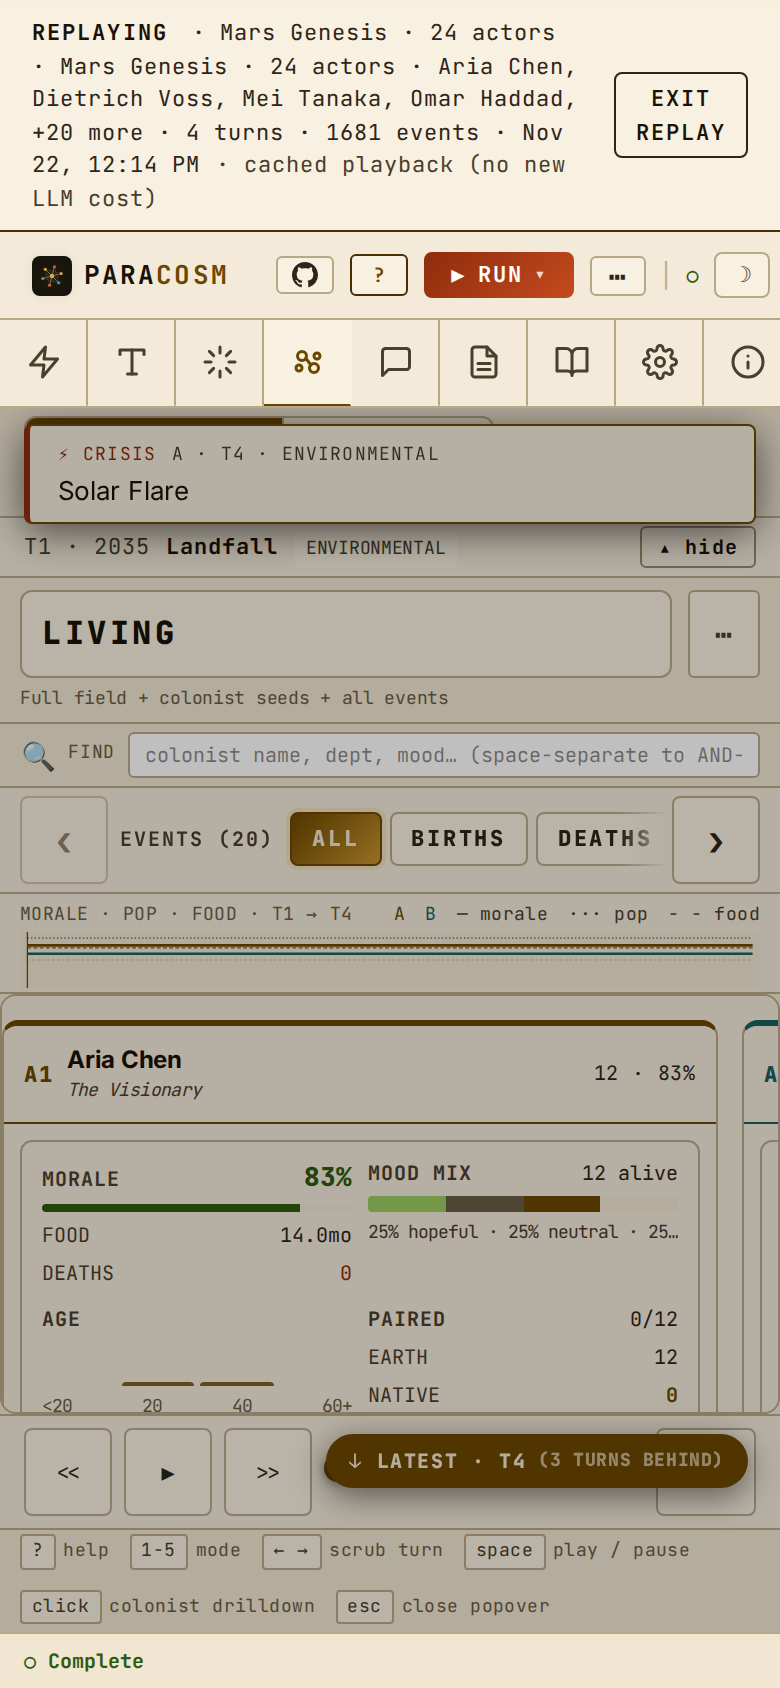 REPLAYING · Mars Genesis · 24 actors
· Mars Genesis · 24 actors · Aria Chen,
Dietrich Voss, Mei Tanaka, Omar Haddad,
+20 more · 4 turns · 1681 events · Nov
22, 12:14 PM · cached playback (no new
LLM cost)
EXIT
REPLAY
PARACOSM
?
▶ RUN ▾
…
⚡ CRISIS A · T4 · ENVIRONMENTAL
Solar Flare
T1 · 2035 Landfall ENVIRONMENTAL
▲ hide
LIVING
…
Full field + colonist seeds + all events
FIND
colonist name, dept, mood… (space-separate to AND-
‹ EVENTS (20) ALL BIRTHS DEATHS ›
MORALE · POP · FOOD · T1 → T4 A B — morale ··· pop - - food
A1 Aria Chen
The Visionary
12 · 83%
A
MORALE 83%
FOOD 14.0mo
DEATHS 0
MOOD MIX 12 alive
25% hopeful · 25% neutral · 25…
AGE
<20 20 40 60+
PAIRED 0/12
EARTH 12
NATIVE 0
<< ▶ >>
↓ LATEST · T4 (3 TURNS BEHIND)
? help 1-5 mode ← → scrub turn space play / pause
click colonist drilldown esc close popover
○ Complete